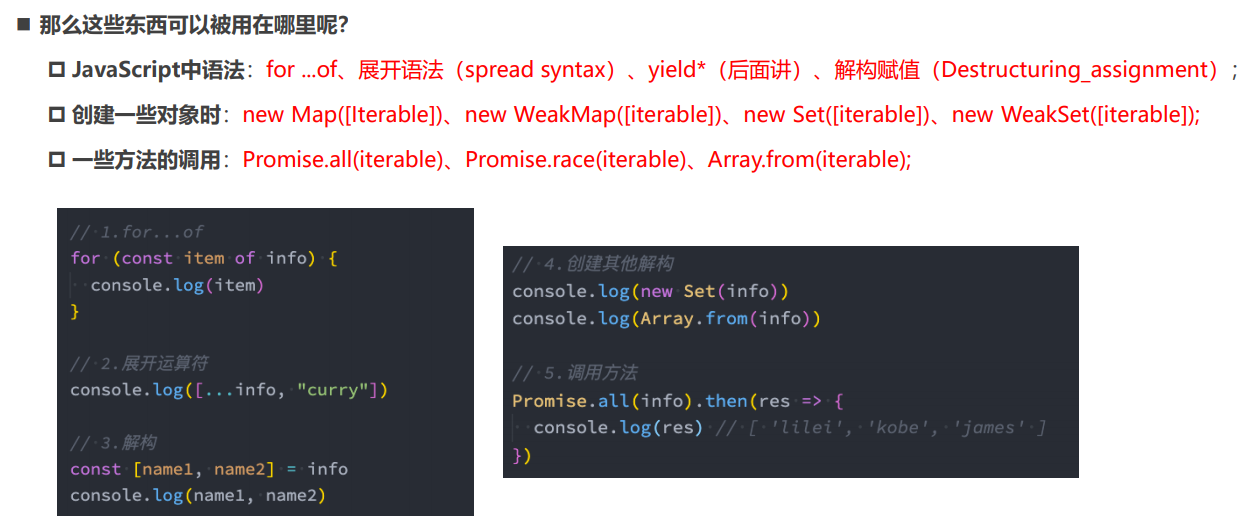 ■ 那么这些东西可以被用在哪里呢？
JavaScript中语法：for ...of、展开语法（spread syntax）、yield*（后面讲）、解构赋值（Destructuring_assignment）;
创建一些对象时：new Map([Iterable])、new WeakMap([iterable])、new Set([iterable])、new WeakSet([iterable]);
一些方法的调用：Promise.all(iterable)、Promise.race(iterable)、Array.from(iterable);
// 1.for...of
for (const item of info) {
  console.log(item)
}
// 2.展开运算符
console.log([...info, "curry"])
// 3.解构
const [name1, name2] = info
console.log(name1, name2)
// 4.创建其他解构
console.log(new Set(info))
console.log(Array.from(info))
// 5.调用方法
Promise.all(info).then(res => {
  console.log(res) // [ 'lilei', 'kobe', 'james' ]
})